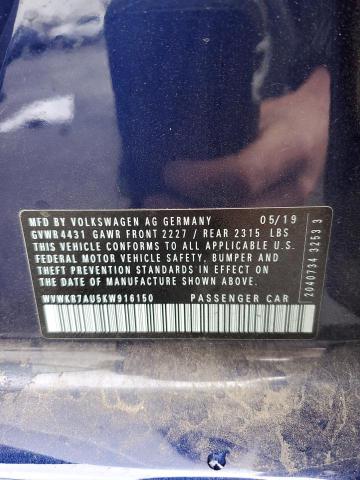 MFD BY VOLKSWAGEN AG GERMANY 05/19
GVWR 4431 GAWR FRONT 2227 / REAR 2315 LBS
THIS VEHICLE CONFORMS TO ALL APPLICABLE U.S.
FEDERAL MOTOR VEHICLE SAFETY, BUMPER AND
THEFT PREVENTION STANDARDS IN EFFECT ON THE
DATE OF MANUFACTURE SHOWN ABOVE.
WVWKR7AU5KW916150 PASSENGER CAR
2040734 3263 3